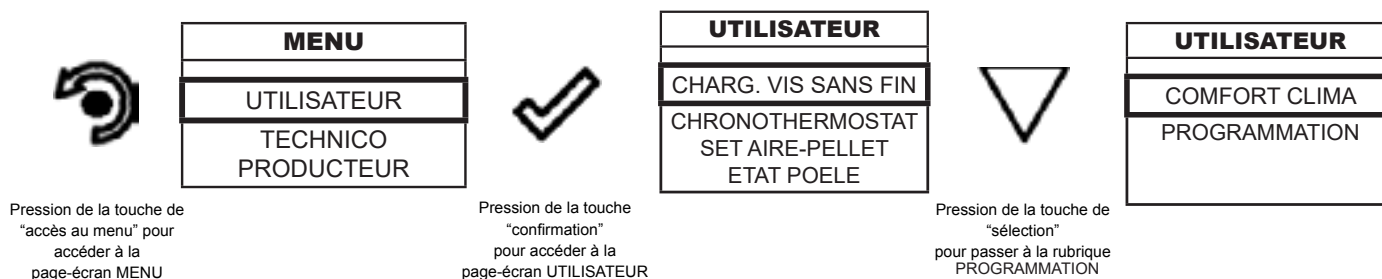 MENU
UTILISATEUR
TECHNICO
PRODUCTEUR
Pression de la touche de
“accès au menu” pour
accéder à la
page-écran MENU
Pression de la touche
“confirmation”
pour accéder à la
page-écran UTILISATEUR
UTILISATEUR
CHARG. VIS SANS FIN
CHRONOTHERMOSTAT
SET AIRE-PELLET
ETAT POELE
Pression de la touche de
“sélection”
pour passer à la rubrique
PROGRAMMATION
UTILISATEUR
COMFORT CLIMA
PROGRAMMATION